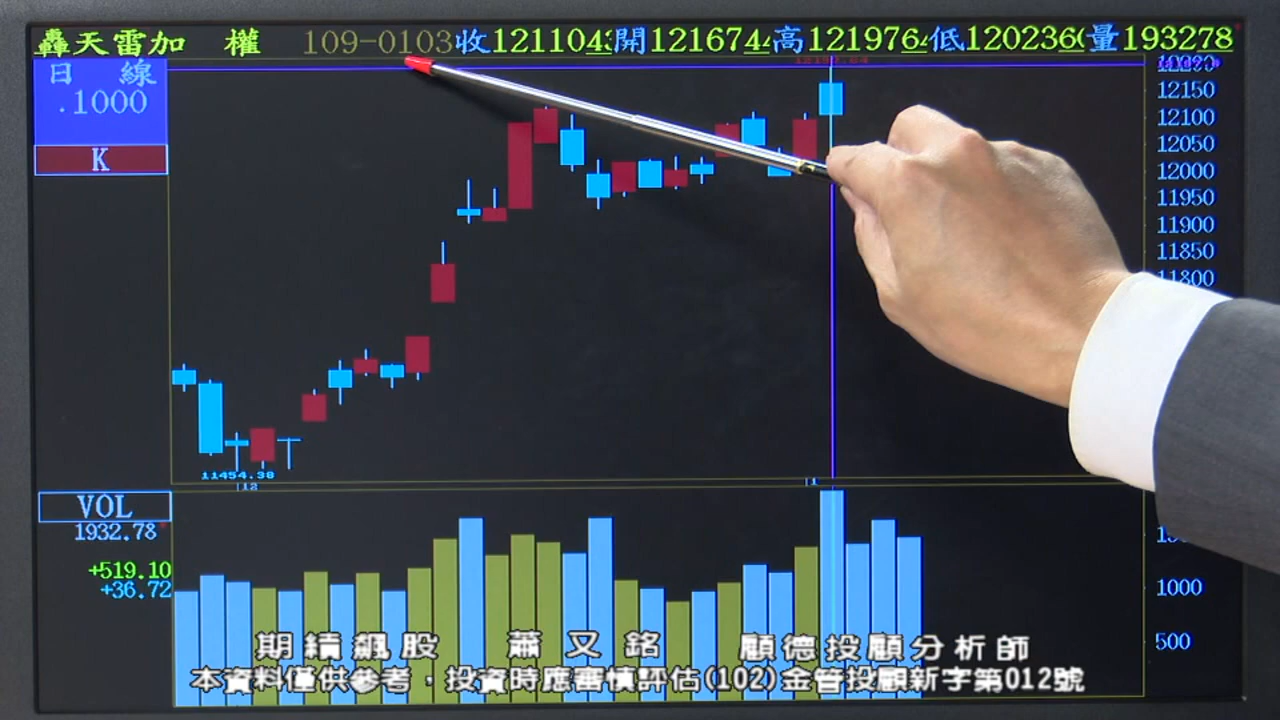 轟天雷加 權 109-0103 收1211043 開1216744 高1219764 低1202360 量193278
日 線
.1000
K
12150
12100
12050
12000
11950
11900
11850
11800
11454.38
12
1
VOL
1932.78
+519.10
+36.72
1000
500
期續飆股 蕭又銘 顧德投顧分析師
本資料僅供參考．投資時應審慎評估(102)金管投顧新字第012號